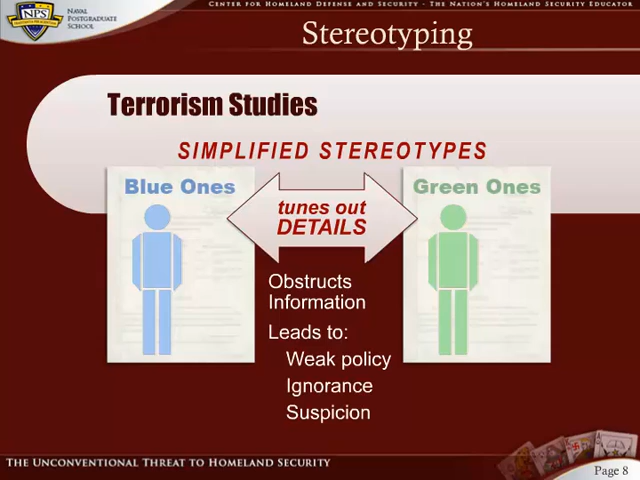 Center for Homeland Defense and Security - The Nation's Homeland Security Educator
NPS
Naval
Postgraduate
School
Stereotyping
Terrorism Studies
SIMPLIFIED STEREOTYPES
Blue Ones
tunes out
DETAILS
Green Ones
Obstructs
Information
Leads to:
Weak policy
Ignorance
Suspicion
The Unconventional Threat to Homeland Security
Page 8